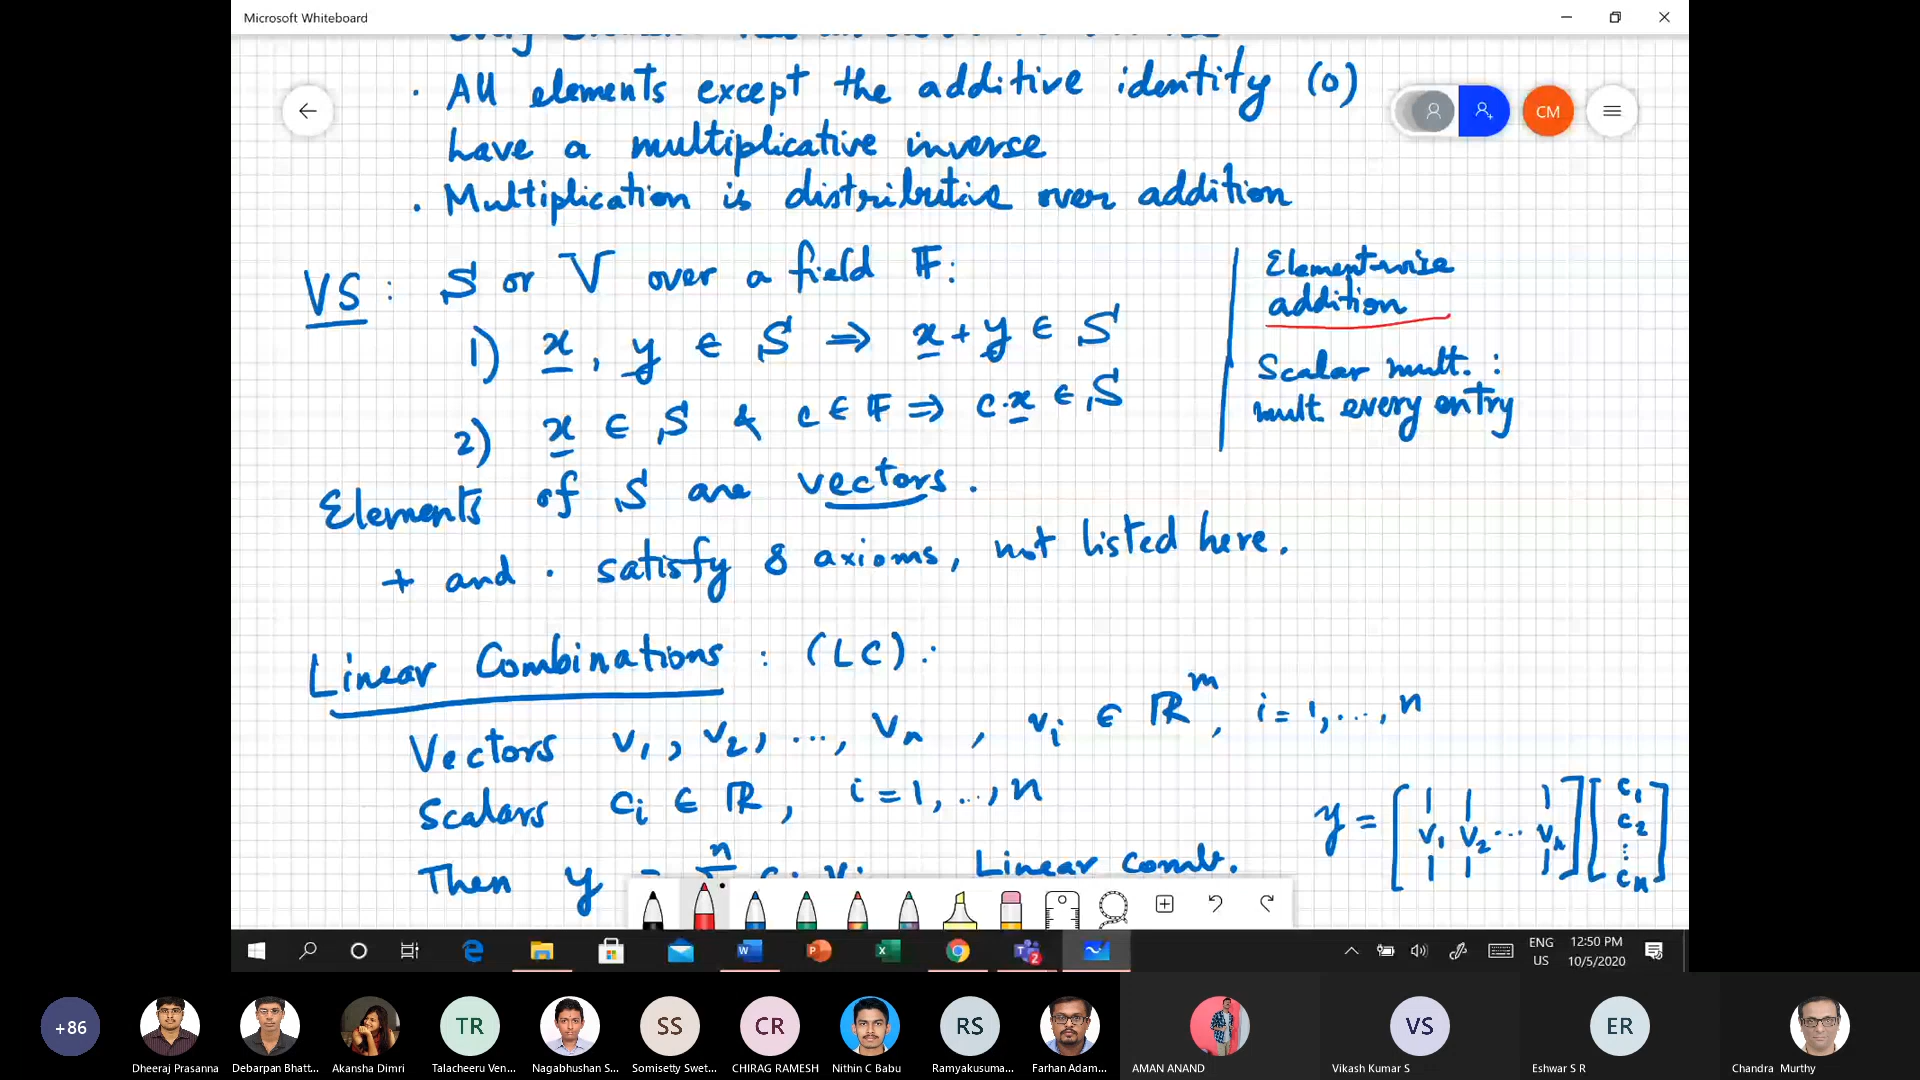 Microsoft Whiteboard
· All elements except the additive identity (0)
have a multiplicative inverse
· Multiplication is distributive over addition
VS : S or V over a field F:
1) x, y ∈ S ⇒ x + y ∈ S
2) x ∈ S & c ∈ F ⇒ c·x ∈ S
Elements of S are vectors.
+ and · satisfy 8 axioms, not listed here.
Element-wise
addition
Scalar mult. :
mult every entry
CM
Linear Combinations : (LC) :
Vectors v1, v2, ..., vn , vi ∈ R^m, i = 1, ..., n
Scalars ci ∈ R, i = 1, ..., n
Then y = n Σ ci vi Linear comb.
y = [v1 v2 ... vn] [c1 c2 : cn]
2
ENG
US
12:50 PM
10/5/2020
+86
TR
SS
CR
RS
VS
ER
Dheeraj Prasanna
Debarpan Bhatt...
Akansha Dimri
Talacheeru Ven...
Nagabhushan S...
Somisetty Swet...
CHIRAG RAMESH
Nithin C Babu
Ramyakusuma...
Farhan Adam...
AMAN ANAND
Vikash Kumar S
Eshwar S R
Chandra Murthy